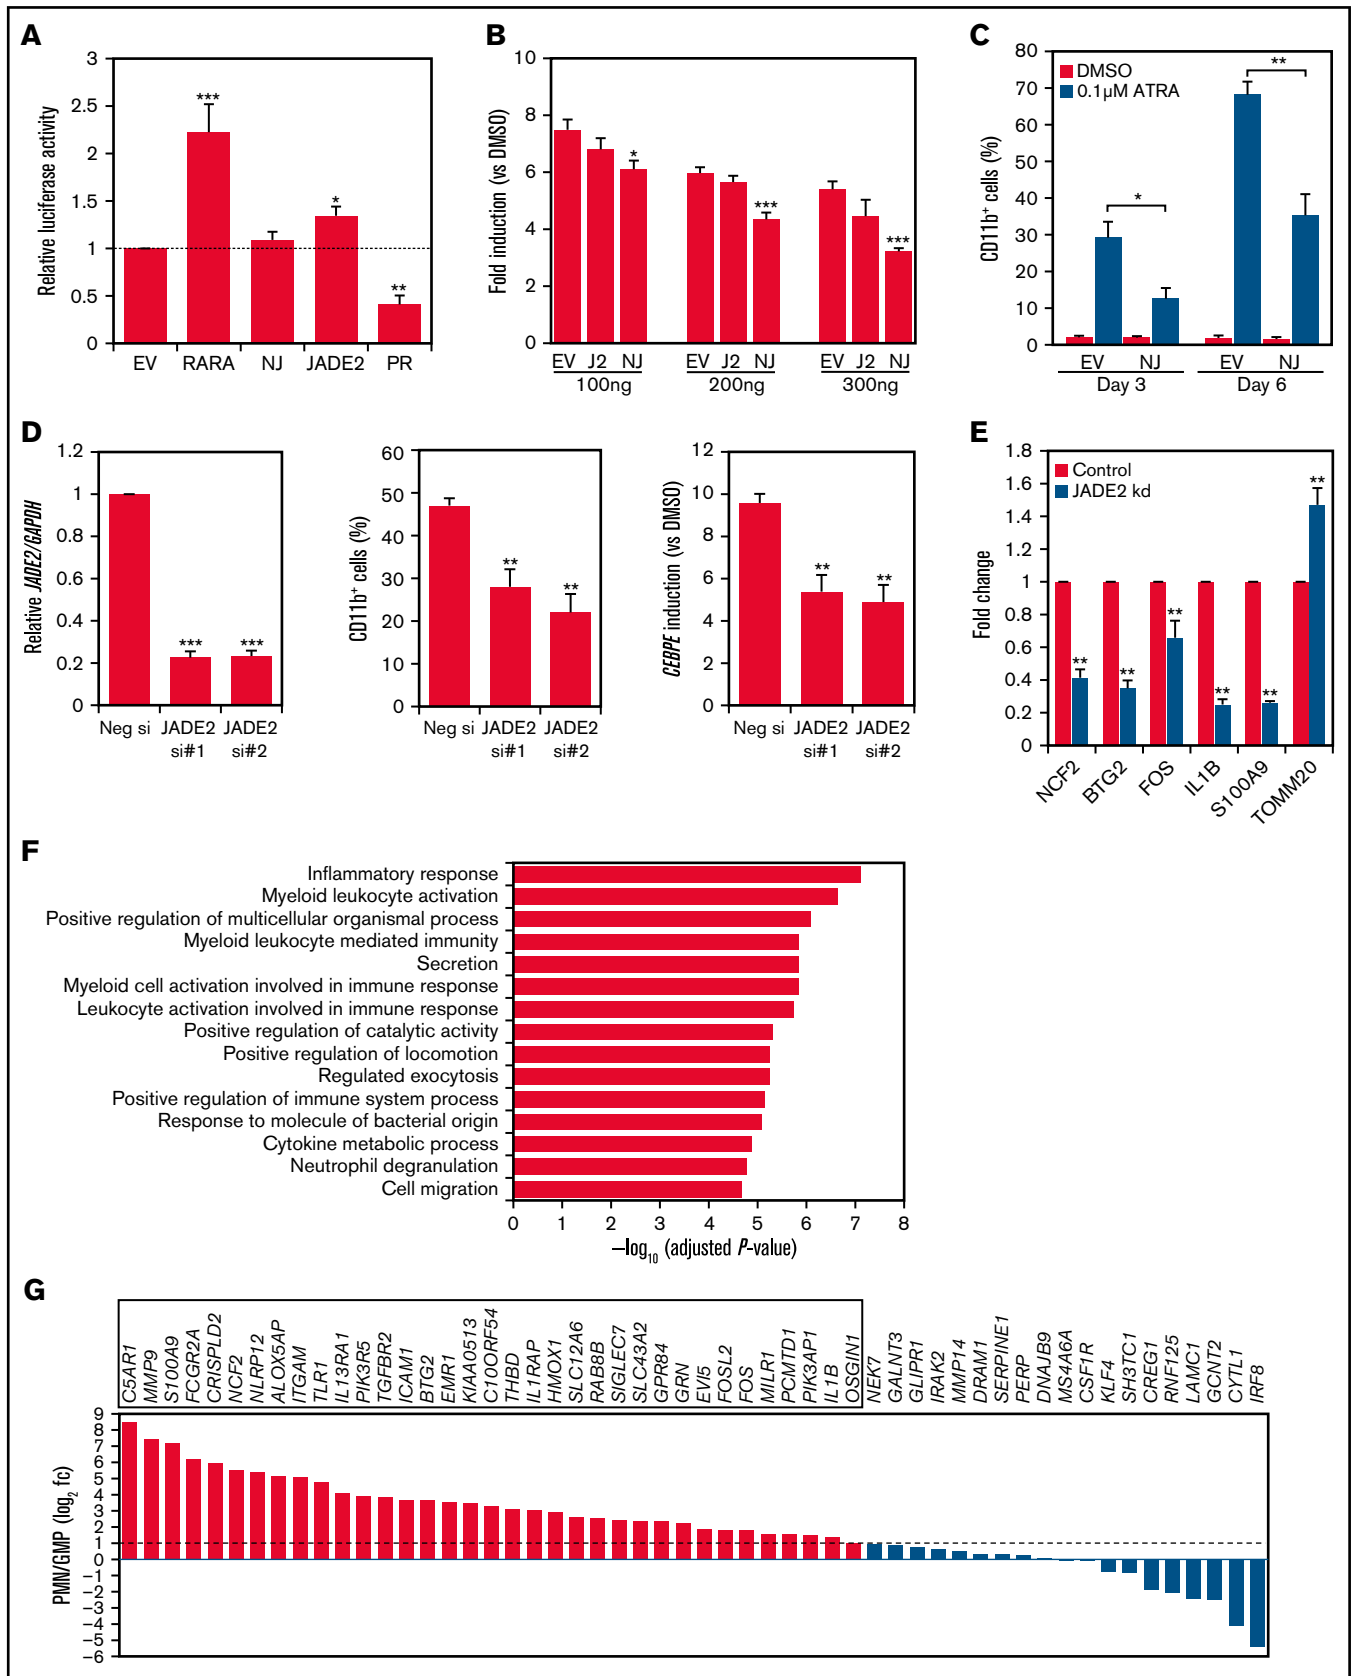 A
Relative luciferase activity
3
2.5
2
1.5
1
0.5
0
***
*
**
EV RARA NJ JADE2 PR
B
Fold induction (vs DMSO)
10
8
6
4
2
0
*
***
***
EV J2 NJ EV J2 NJ EV J2 NJ
100ng 200ng 300ng
C
CD11b+ cells (%)
80
70
60
50
40
30
20
10
0
DMSO
0.1µM ATRA
*
**
EV NJ EV NJ
Day 3 Day 6
D
Relative JADE2/GAPDH
1.2
1
0.8
0.6
0.4
0.2
0
*** ***
Neg si JADE2 JADE2
si#1 si#2
CD11b+ cells (%)
60
50
40
30
20
10
0
** **
Neg si JADE2 JADE2
si#1 si#2
CEBPE induction (vs DMSO)
12
10
8
6
4
2
0
** **
Neg si JADE2 JADE2
si#1 si#2
E
Fold change
1.8
1.6
1.4
1.2
1
0.8
0.6
0.4
0.2
0
Control
JADE2 kd
** ** ** ** ** **
NCF2 BTG2 FOS IL1B S100A9 TOMM20
F
Inflammatory response
Myeloid leukocyte activation
Positive regulation of multicellular organismal process
Myeloid leukocyte mediated immunity
Secretion
Myeloid cell activation involved in immune response
Leukocyte activation involved in immune response
Positive regulation of catalytic activity
Positive regulation of locomotion
Regulated exocytosis
Positive regulation of immune system process
Response to molecule of bacterial origin
Cytokine metabolic process
Neutrophil degranulation
Cell migration
0 1 2 3 4 5 6 7 8
–log10 (adjusted P-value)
G
C5AR1 MMP9 S100A9 FCGR2A CRISPLD2 NCF2 NLRP12 ALOX5AP ITGAM TLR1 IL13RA1 PIK3R5 TGFBR2 ICAM1 BTG2 EMR1 KIAA0513 C10ORF54 THBD IL1RAP HMOX1 SLC12A6 RAB8B SIGLEC7 SLC43A2 GPR84 GRN EVI5 FOSL2 FOS MILR1 PCMTD1 PIK3AP1 IL1B OSGIN1 NEK7 GALNT3 GLIPR1 IRAK2 MMP14 DRAM1 SERPINE1 PERP DNAJB9 MS4A6A CSF1R KLF4 SH3TC1 CREG1 RNF125 LAMC1 GCNT2 CYTL1 IRF8
PMN/GMP (log2 fc)
9
8
7
6
5
4
3
2
1
0
–1
–2
–3
–4
–5
–6